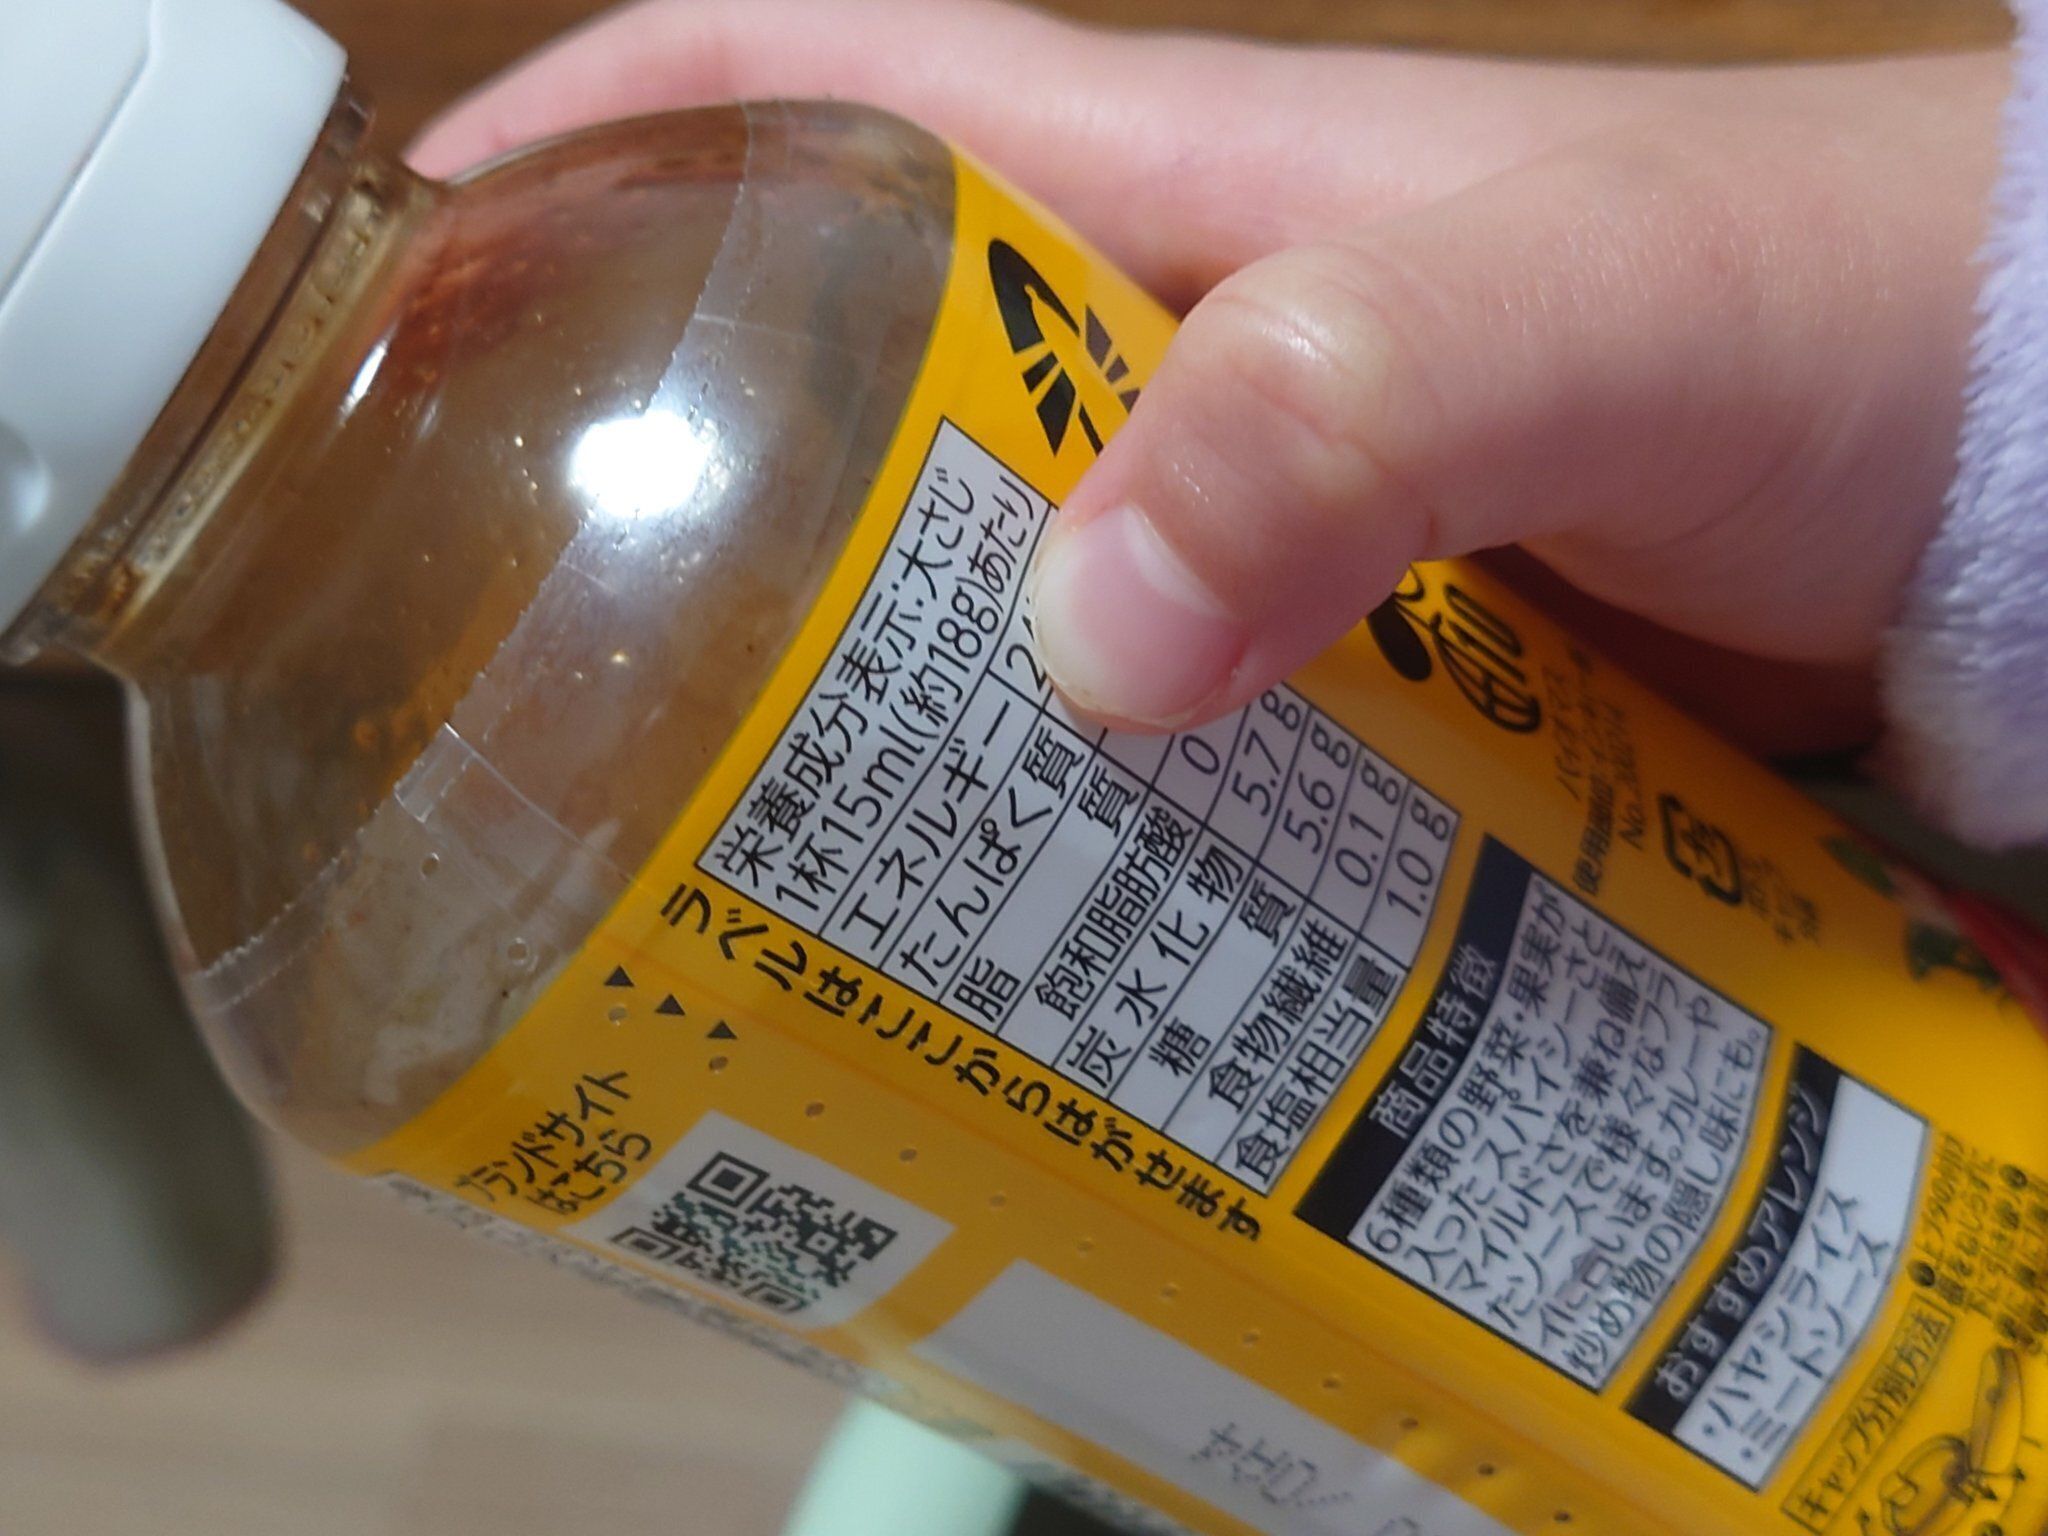 栄養成分表示:大さじ
1杯15ml(約18g)あたり
エネルギー
たんぱく質
脂 質
飽和脂肪酸 0
炭水化物 5.7 g
糖 質 5.6 g
食物繊維 0.1 g
食塩相当量 1.0 g
ラベルはここからはがせます
ブランドサイト
はこちら
商品特徴
6種類の野菜・果実が
入ったスパイシーさと
マイルドさを兼ね備え
たソースで様々なフラ
イに合います。カレーや
炒め物の隠し味にも。
おすすめアレンジ
・ハヤシライス
・ミートソース
キャップ分別方法
バイオマス